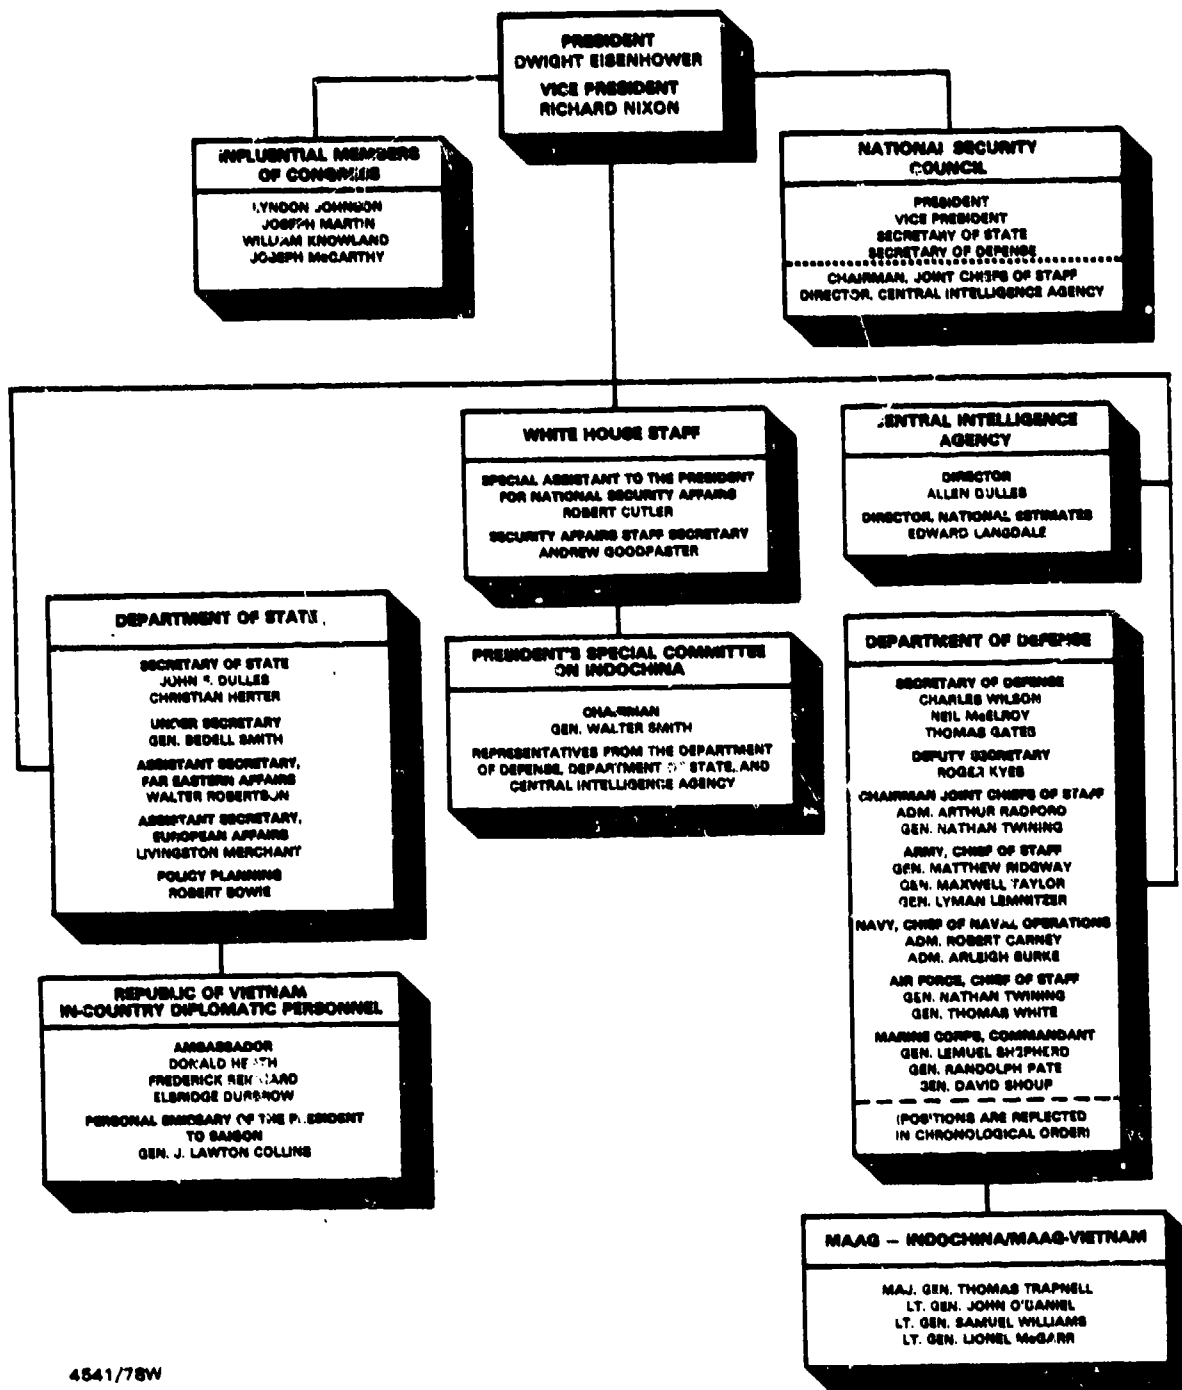 PRESIDENT
DWIGHT EISENHOWER
VICE PRESIDENT
RICHARD NIXON
INFLUENTIAL MEMBERS
OF CONGRESS
LYNDON JOHNSON
JOSEPH MARTIN
WILLIAM KNOWLAND
JOSEPH McCARTHY
NATIONAL SECURITY
COUNCIL
PRESIDENT
VICE PRESIDENT
SECRETARY OF STATE
SECRETARY OF DEFENSE
CHAIRMAN, JOINT CHIEFS OF STAFF
DIRECTOR, CENTRAL INTELLIGENCE AGENCY
WHITE HOUSE STAFF
SPECIAL ASSISTANT TO THE PRESIDENT
FOR NATIONAL SECURITY AFFAIRS
ROBERT CUTLER
SECURITY AFFAIRS STAFF SECRETARY
ANDREW GOODPASTER
CENTRAL INTELLIGENCE
AGENCY
DIRECTOR
ALLEN DULLES
DIRECTOR, NATIONAL ESTIMATES
EDWARD LANGDALE
DEPARTMENT OF STATE
SECRETARY OF STATE
JOHN F. DULLES
CHRISTIAN HERTER
UNDER SECRETARY
GEN. BEDELL SMITH
ASSISTANT SECRETARY,
FAR EASTERN AFFAIRS
WALTER ROBERTSON
ASSISTANT SECRETARY,
EUROPEAN AFFAIRS
LIVINGSTON MERCHANT
POLICY PLANNING
ROBERT BOWIE
PRESIDENT'S SPECIAL COMMITTEE
ON INDOCHINA
CHAIRMAN
GEN. WALTER SMITH
REPRESENTATIVES FROM THE DEPARTMENT
OF DEFENSE, DEPARTMENT OF STATE, AND
CENTRAL INTELLIGENCE AGENCY
DEPARTMENT OF DEFENSE
SECRETARY OF DEFENSE
CHARLES WILSON
NEIL McELROY
THOMAS GATES
DEPUTY SECRETARY
ROGER KYES
CHAIRMAN JOINT CHIEFS OF STAFF
ADM. ARTHUR RADFORD
GEN. NATHAN TWINING
ARMY, CHIEF OF STAFF
GEN. MATTHEW RIDGWAY
GEN. MAXWELL TAYLOR
GEN. LYMAN LEMNITZER
NAVY, CHIEF OF NAVAL OPERATIONS
ADM. ROBERT CARNEY
ADM. ARLEIGH BURKE
AIR FORCE, CHIEF OF STAFF
GEN. NATHAN TWINING
GEN. THOMAS WHITE
MARINE CORPS, COMMANDANT
GEN. LEMUEL SHEPHERD
GEN. RANDOLPH PATE
GEN. DAVID SHOUP
(POSITIONS ARE REFLECTED
IN CHRONOLOGICAL ORDER)
REPUBLIC OF VIETNAM
IN-COUNTRY DIPLOMATIC PERSONNEL
AMBASSADOR
DONALD HEATH
FREDERICK
ELBRIDGE DURBROW
PERSONAL EMISSARY OF THE PRESIDENT
TO SAIGON
GEN. J. LAWTON COLLINS
MAAG – INDOCHINA/MAAG-VIETNAM
MAJ. GEN. THOMAS TRAPNELL
LT. GEN. JOHN O'DANIEL
LT. GEN. SAMUEL WILLIAMS
LT. GEN. LIONEL McGARR
4541/78W